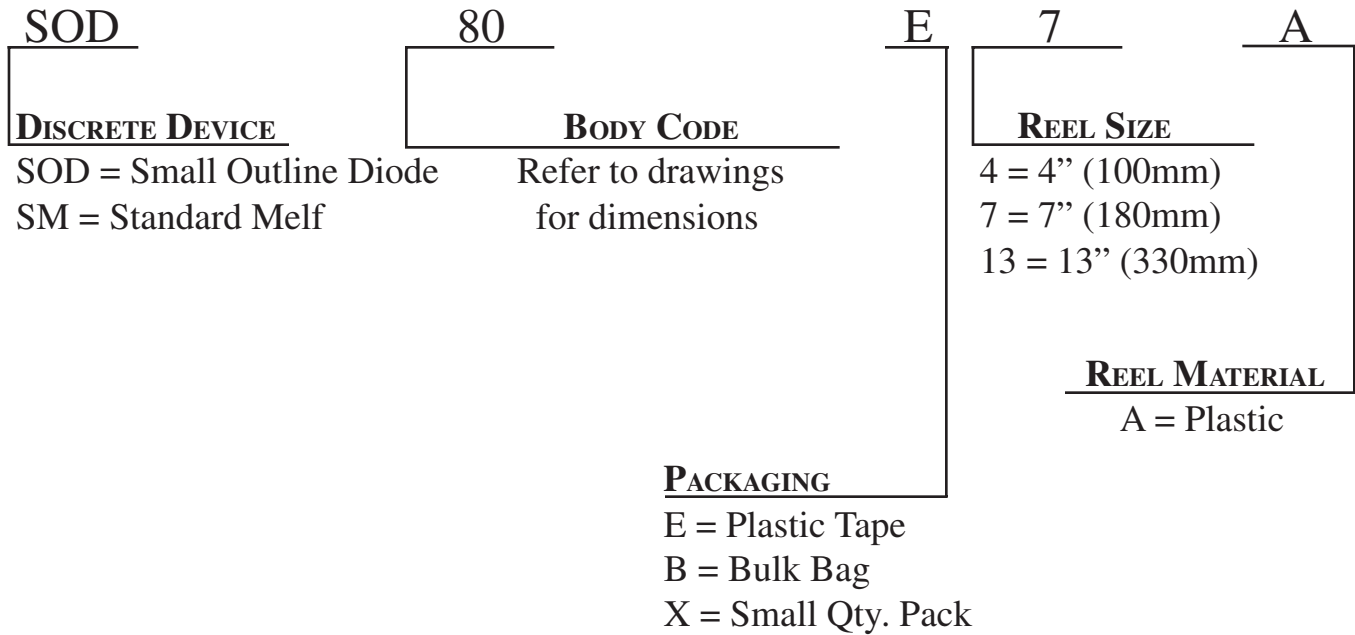 SOD 80 E 7 A
DISCRETE DEVICE BODY CODE REEL SIZE
SOD = Small Outline Diode Refer to drawings 4 = 4” (100mm)
SM = Standard Melf for dimensions 7 = 7” (180mm)
13 = 13” (330mm)
REEL MATERIAL
A = Plastic
PACKAGING
E = Plastic Tape
B = Bulk Bag
X = Small Qty. Pack